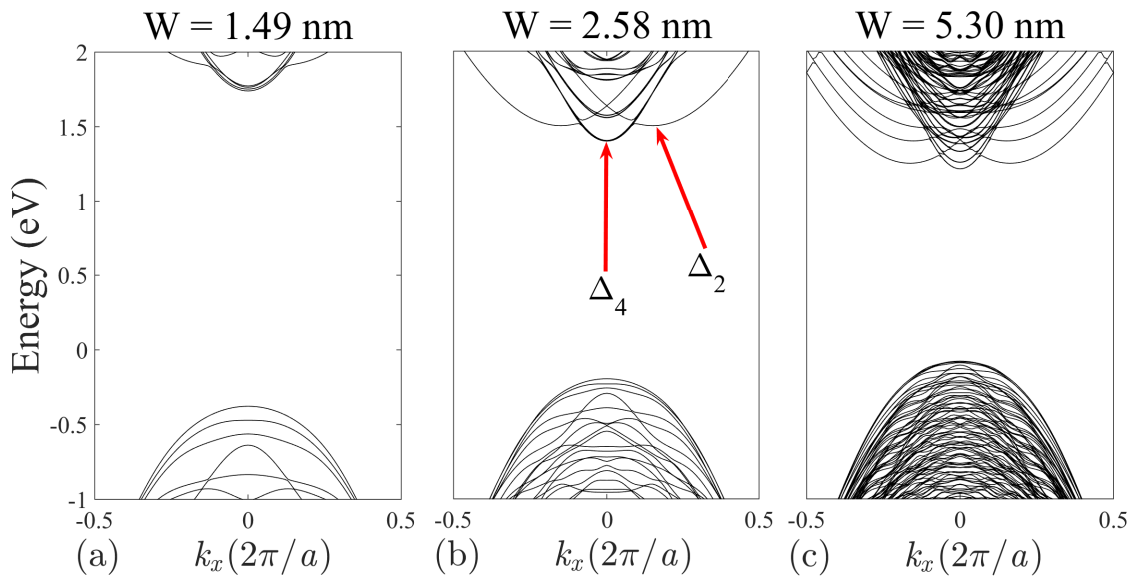 W = 1.49 nm
W = 2.58 nm
W = 5.30 nm
Energy (eV)
2
1.5
1
0.5
0
-0.5
-1
Δ₄
Δ₂
-0.5 0 0.5
-0.5 0 0.5
-0.5 0 0.5
(a) kₓ(2π/a)
(b) kₓ(2π/a)
(c) kₓ(2π/a)